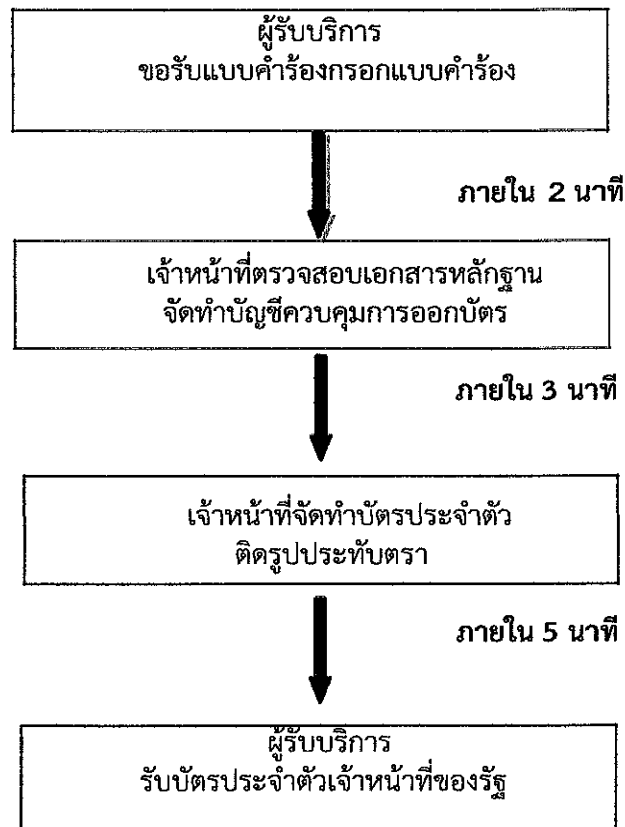 ผู้รับบริการ
ขอรับแบบคำร้องกรอกแบบคำร้อง
ภายใน 2 นาที
เจ้าหน้าที่ตรวจสอบเอกสารหลักฐาน
จัดทำบัญชีควบคุมการออกบัตร
ภายใน 3 นาที
เจ้าหน้าที่จัดทำบัตรประจำตัว
ติดรูปประทับตรา
ภายใน 5 นาที
ผู้รับบริการ
รับบัตรประจำตัวเจ้าหน้าที่ของรัฐ